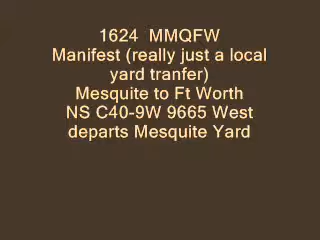 1624  MMQFW
Manifest (really just a local
yard tranfer)
Mesquite to Ft Worth
NS C40-9W 9665 West
departs Mesquite Yard